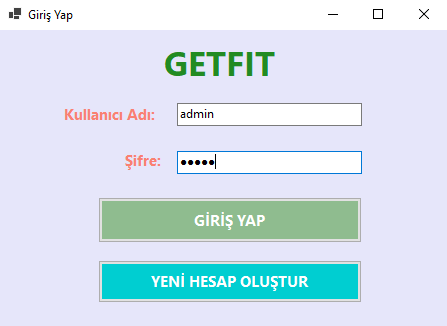 Giriş Yap
GETFIT
Kullanıcı Adı: admin
Şifre: ●●●●●
GİRİŞ YAP
YENİ HESAP OLUŞTUR